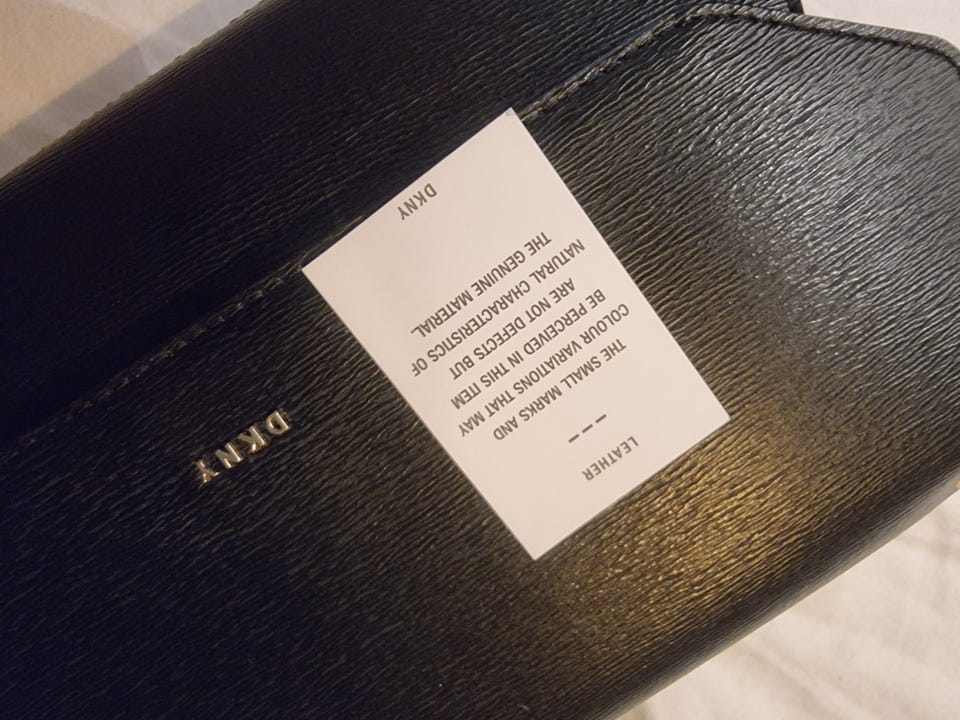 LEATHER
THE SMALL MARKS AND
COLOUR VARIATIONS THAT MAY
BE PERCEIVED IN THIS ITEM
ARE NOT DEFECTS BUT
NATURAL CHARACTERISTICS OF
THE GENUINE MATERIAL
DKNY
DKNY